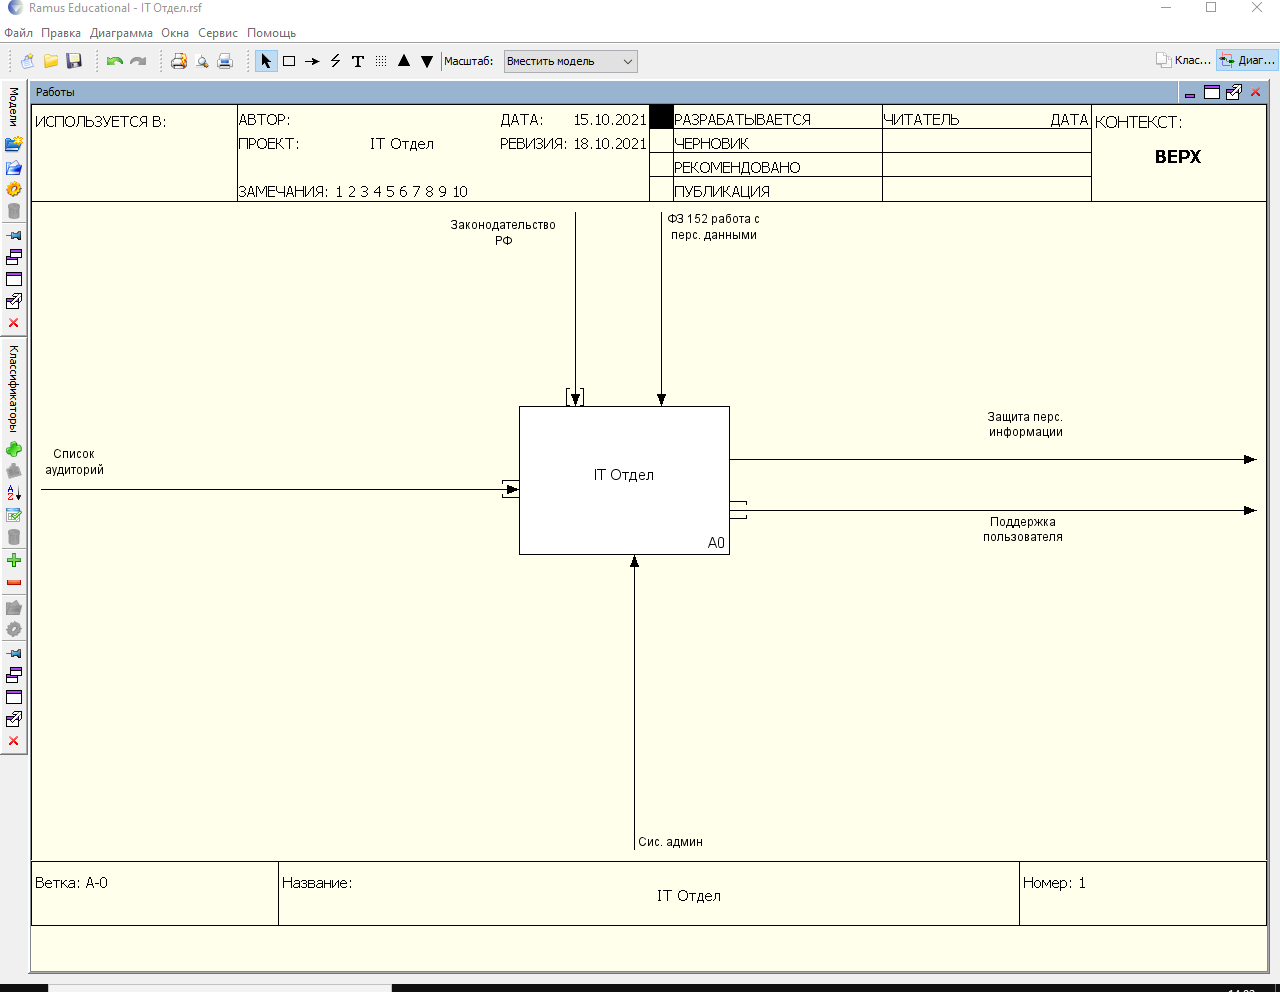 Ramus Educational - IT Отдел.rsf
Файл Правка Диаграмма Окна Сервис Помощь
Масштаб: Вместить модель
Клас... Диаг...
Модели
Классификаторы
Работы
ИСПОЛЬЗУЕТСЯ В:
АВТОР:
ДАТА: 15.10.2021
ПРОЕКТ: IT Отдел
РЕВИЗИЯ: 18.10.2021
ЗАМЕЧАНИЯ: 1 2 3 4 5 6 7 8 9 10
РАЗРАБАТЫВАЕТСЯ
ЧЕРНОВИК
РЕКОМЕНДОВАНО
ПУБЛИКАЦИЯ
ЧИТАТЕЛЬ ДАТА
КОНТЕКСТ:
ВЕРХ
Законодательство
РФ
ФЗ 152 работа с
перс. данными
Список
аудиторий
IT Отдел
A0
Защита перс.
информации
Поддержка
пользователя
Сис. админ
Ветка: A-0
Название:
IT Отдел
Номер: 1